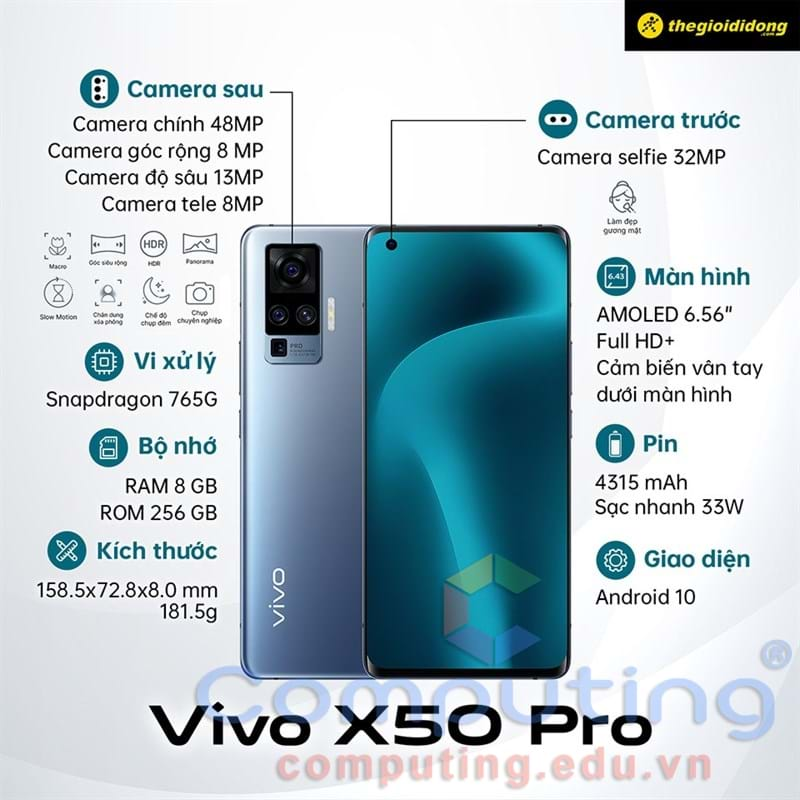 thegioididong
.com
Camera sau
Camera chính 48MP
Camera góc rộng 8 MP
Camera độ sâu 13MP
Camera tele 8MP
Macro
Góc siêu rộng
HDR
HDR
Panorama
Slow Motion
Chân dung xóa phông
Chế độ chụp đêm
Chụp chuyên nghiệp
Vi xử lý
Snapdragon 765G
Bộ nhớ
RAM 8 GB
ROM 256 GB
Kích thước
158.5x72.8x8.0 mm
181.5g
PRO
vivo
Camera trước
Camera selfie 32MP
Làm đẹp
gương mặt
6.43
Màn hình
AMOLED 6.56"
Full HD+
Cảm biến vân tay
dưới màn hình
Pin
4315 mAh
Sạc nhanh 33W
Giao diện
Android 10
Computing®
Vivo X50 Pro
computing.edu.vn